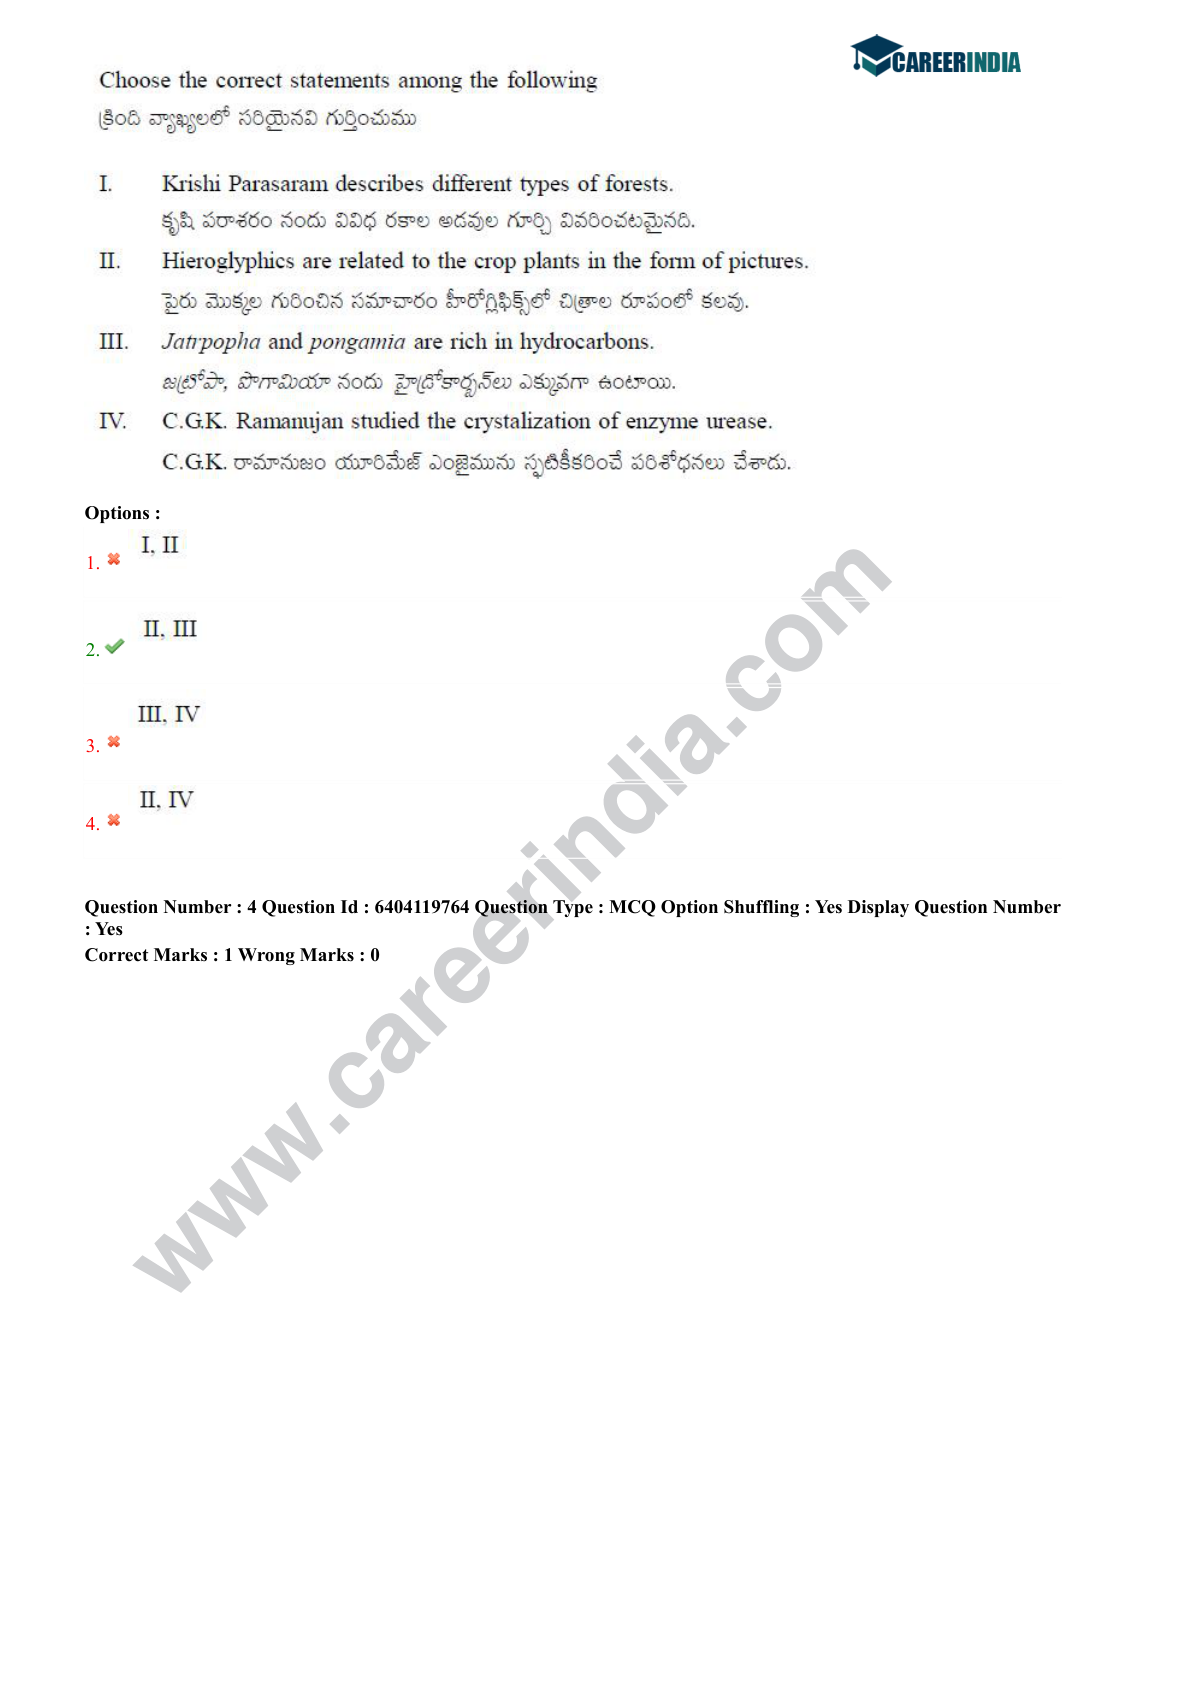 CAREERINDIA
Choose the correct statements among the following
క్రింది వ్యాఖ్యలలో సరియైనవి గుర్తించుము
I. Krishi Parasaram describes different types of forests.
కృషి పరాశరం నందు వివిధ రకాల అడవుల గూర్చి వివరించటమైనది.
II. Hieroglyphics are related to the crop plants in the form of pictures.
పైరు మొక్కల గురించిన సమాచారం హీరోగ్లిఫిక్స్‌లో చిత్రాల రూపంలో కలవు.
III. Jatrpopha and pongamia are rich in hydrocarbons.
జట్రోపా, పొగామియా నందు హైడ్రోకార్బన్‌లు ఎక్కువగా ఉంటాయి.
IV. C.G.K. Ramanujan studied the crystalization of enzyme urease.
C.G.K. రామానుజం యూరిమేజ్ ఎంజైమును స్ఫటికీకరించే పరిశోధనలు చేశాడు.
Options :
I, II
1.
II, III
2.
III, IV
3.
II, IV
4.
Question Number : 4 Question Id : 6404119764 Question Type : MCQ Option Shuffling : Yes Display Question Number
: Yes
Correct Marks : 1 Wrong Marks : 0
www.careerindia.com